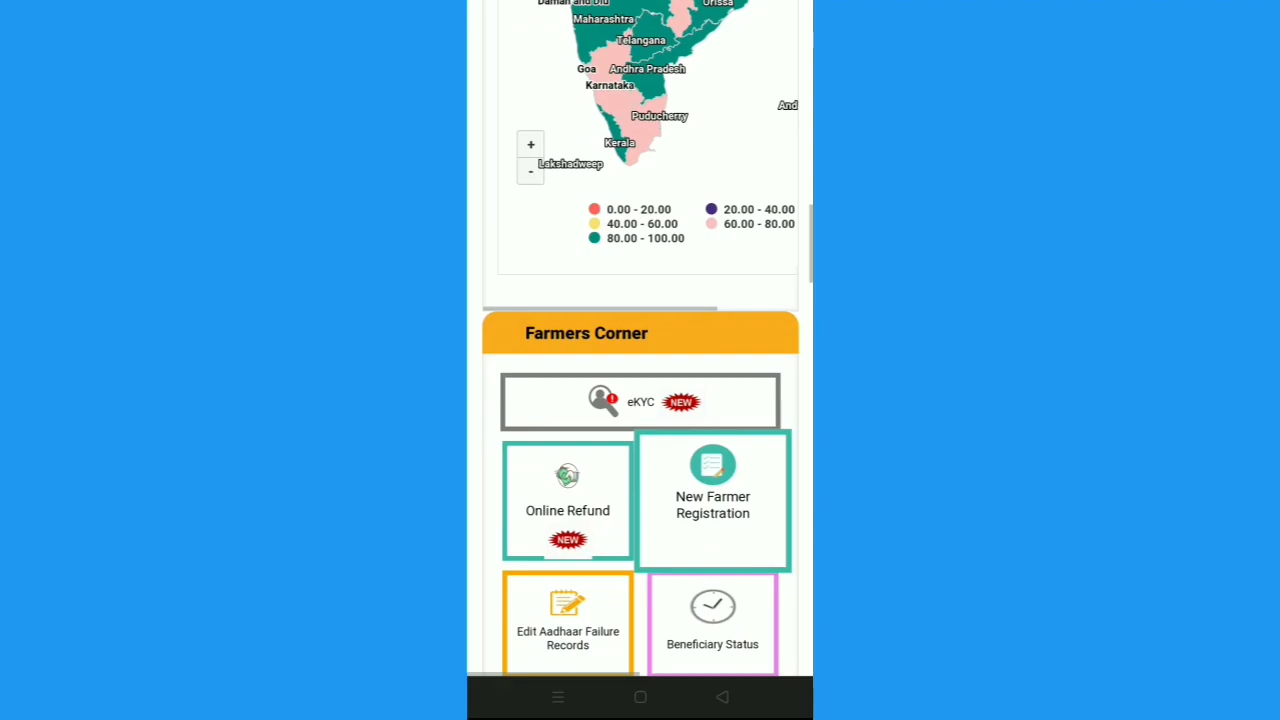 Daman and Diu
Orissa
Maharashtra
Telangana
Goa
Andhra Pradesh
Karnataka
And
Puducherry
+
Kerala
-
Lakshadweep
0.00 - 20.00
20.00 - 40.00
40.00 - 60.00
60.00 - 80.00
80.00 - 100.00
Farmers Corner
eKYC
NEW
New Farmer
Registration
Online Refund
NEW
Edit Aadhaar Failure
Records
Beneficiary Status